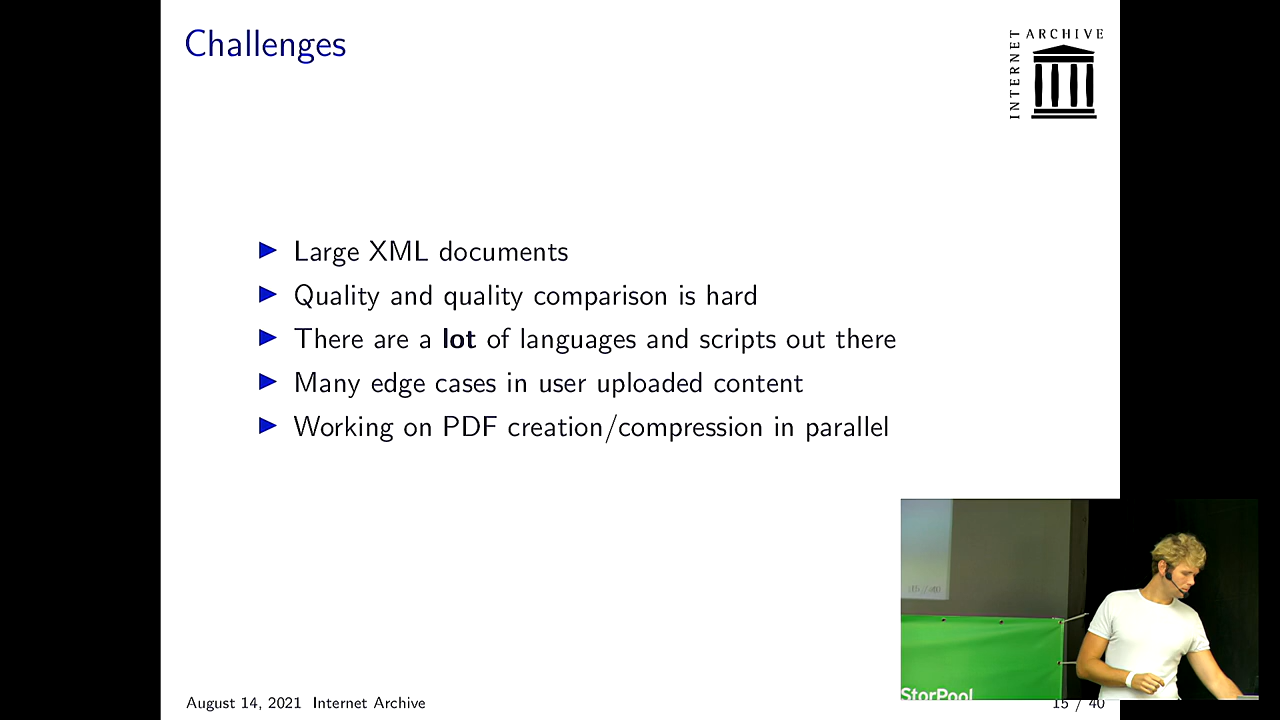 Challenges
INTERNET
ARCHIVE
Large XML documents
Quality and quality comparison is hard
There are a lot of languages and scripts out there
Many edge cases in user uploaded content
Working on PDF creation/compression in parallel
15 / 40
StorPool
August 14, 2021 Internet Archive
15 / 40